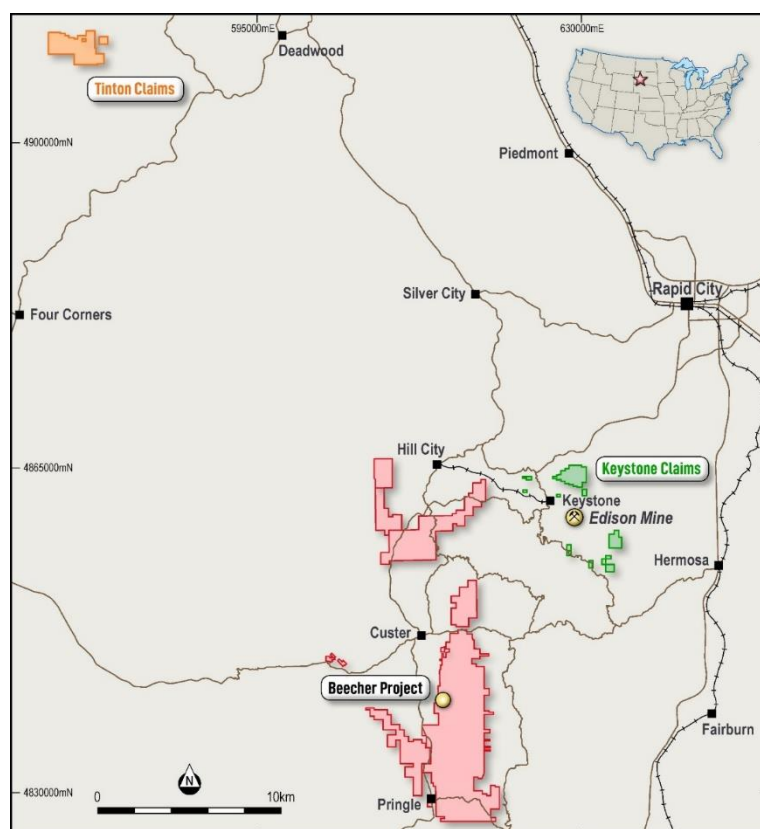 595000mE
630000mE
Deadwood
Tinton Claims
4900000mN
Piedmont
Silver City
Rapid City
Four Corners
Hill City
4865000mN
Keystone Claims
Keystone
Edison Mine
Hermosa
Custer
Beecher Project
Fairburn
N
4830000mN
0
10km
Pringle